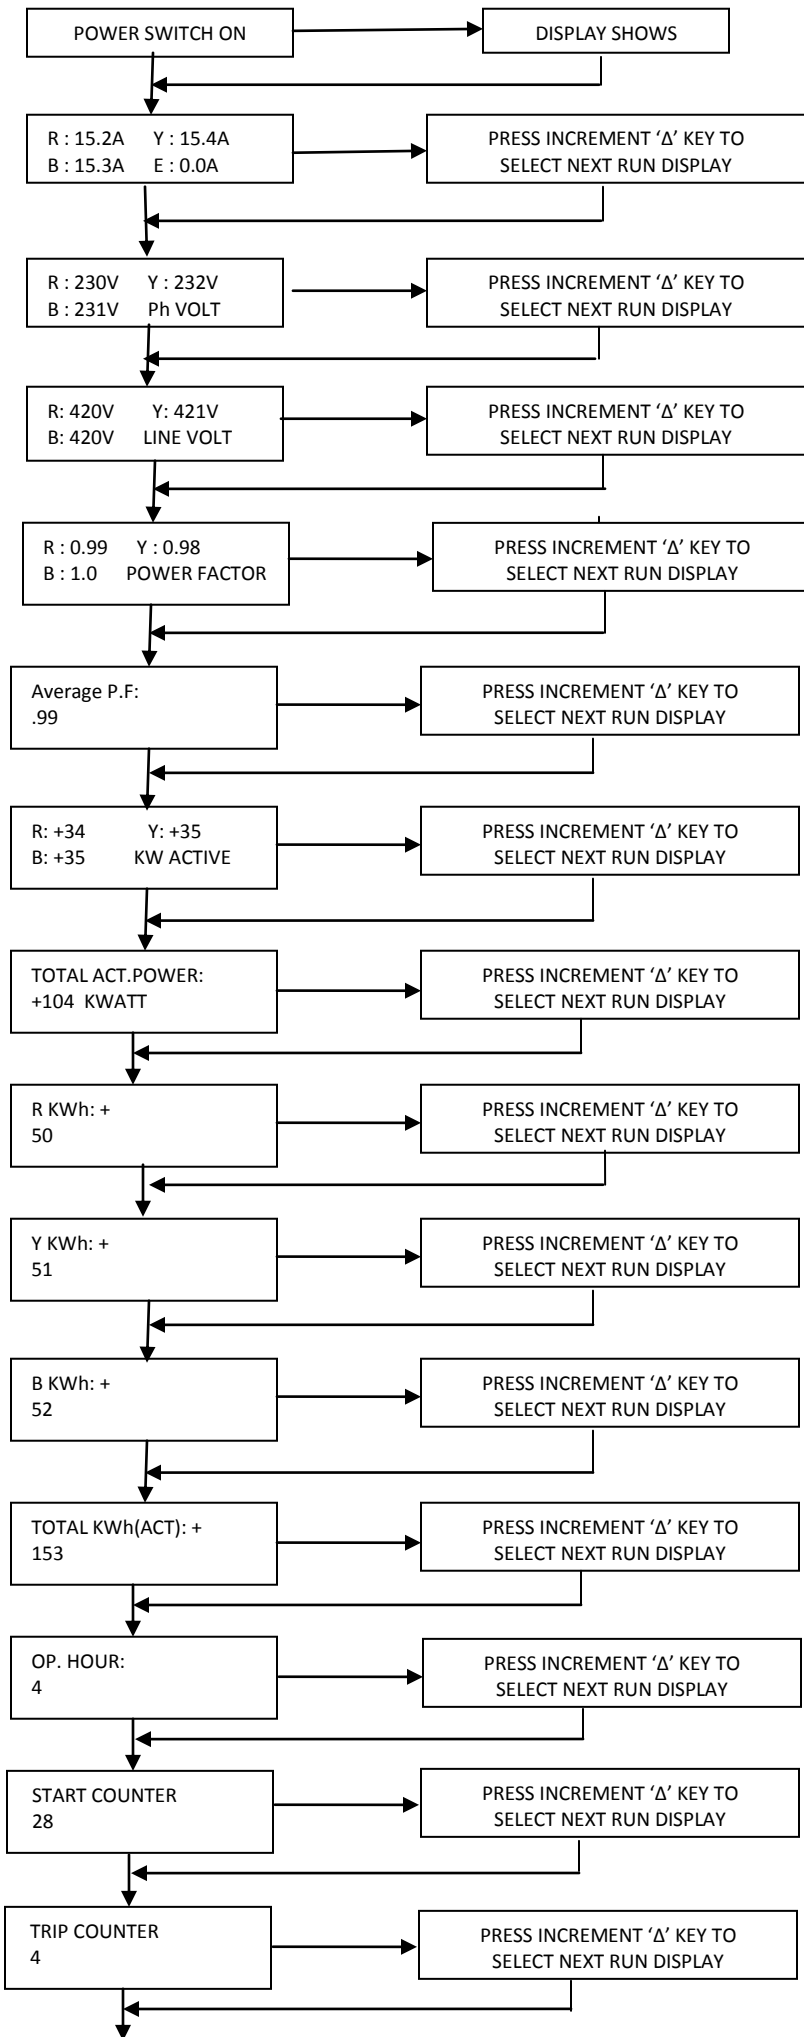 POWER SWITCH ON
DISPLAY SHOWS
R : 15.2A Y : 15.4A
B : 15.3A E : 0.0A
PRESS INCREMENT ‘Δ’ KEY TO
SELECT NEXT RUN DISPLAY
R : 230V Y : 232V
B : 231V Ph VOLT
PRESS INCREMENT ‘Δ’ KEY TO
SELECT NEXT RUN DISPLAY
R: 420V Y: 421V
B: 420V LINE VOLT
PRESS INCREMENT ‘Δ’ KEY TO
SELECT NEXT RUN DISPLAY
R : 0.99 Y : 0.98
B : 1.0 POWER FACTOR
PRESS INCREMENT ‘Δ’ KEY TO
SELECT NEXT RUN DISPLAY
Average P.F:
.99
PRESS INCREMENT ‘Δ’ KEY TO
SELECT NEXT RUN DISPLAY
R: +34 Y: +35
B: +35 KW ACTIVE
PRESS INCREMENT ‘Δ’ KEY TO
SELECT NEXT RUN DISPLAY
TOTAL ACT.POWER:
+104 KWATT
PRESS INCREMENT ‘Δ’ KEY TO
SELECT NEXT RUN DISPLAY
R KWh: +
50
PRESS INCREMENT ‘Δ’ KEY TO
SELECT NEXT RUN DISPLAY
Y KWh: +
51
PRESS INCREMENT ‘Δ’ KEY TO
SELECT NEXT RUN DISPLAY
B KWh: +
52
PRESS INCREMENT ‘Δ’ KEY TO
SELECT NEXT RUN DISPLAY
TOTAL KWh(ACT): +
153
PRESS INCREMENT ‘Δ’ KEY TO
SELECT NEXT RUN DISPLAY
OP. HOUR:
4
PRESS INCREMENT ‘Δ’ KEY TO
SELECT NEXT RUN DISPLAY
START COUNTER
28
PRESS INCREMENT ‘Δ’ KEY TO
SELECT NEXT RUN DISPLAY
TRIP COUNTER
4
PRESS INCREMENT ‘Δ’ KEY TO
SELECT NEXT RUN DISPLAY